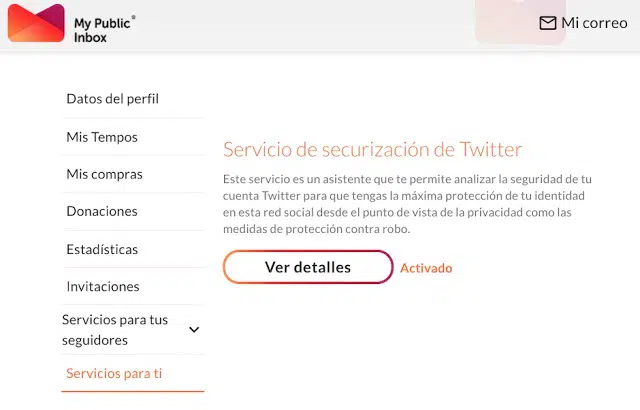 My Public®
Inbox
Mi correo
Datos del perfil
Mis Tempos
Mis compras
Donaciones
Estadísticas
Invitaciones
Servicios para tus
seguidores
Servicios para ti
Servicio de securización de Twitter
Este servicio es un asistente que te permite analizar la seguridad de tu
cuenta Twitter para que tengas la máxima protección de tu identidad
en esta red social desde el punto de vista de la privacidad como las
medidas de protección contra robo.
Ver detalles
Activado